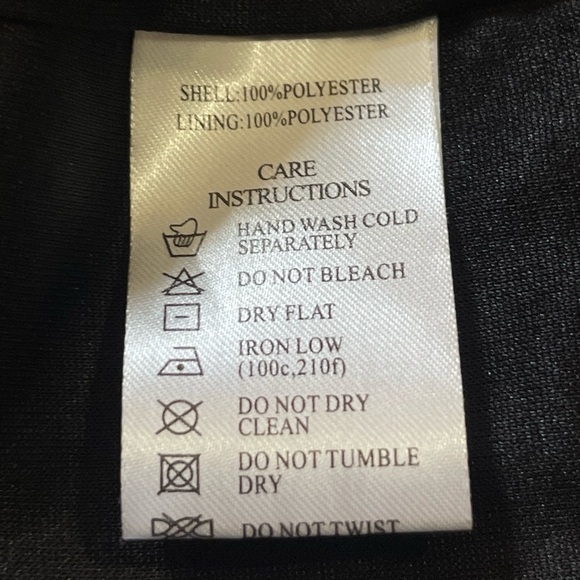 SHELL:100%POLYESTER
LINING:100%POLYESTER
CARE
INSTRUCTIONS
HAND WASH COLD
SEPARATELY
DO NOT BLEACH
DRY FLAT
IRON LOW
(100c,210f)
DO NOT DRY
CLEAN
DO NOT TUMBLE
DRY
DO NOT TWIST